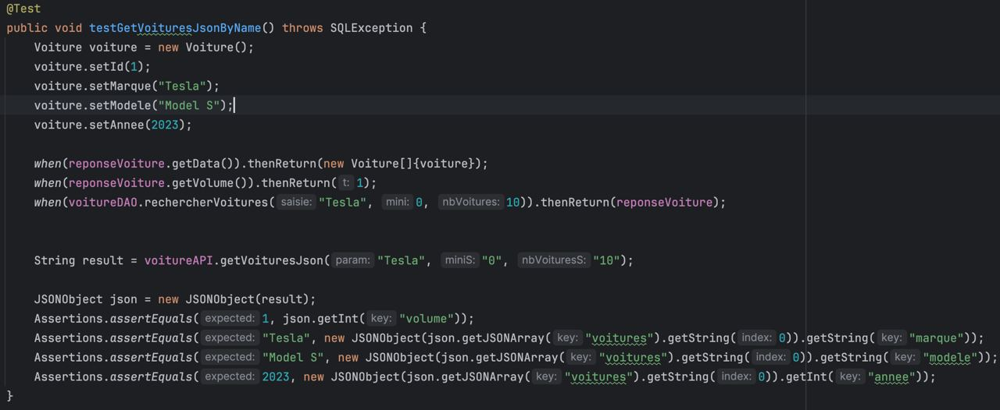 @Test
public void testGetVoituresJsonByName() throws SQLException {
Voiture voiture = new Voiture();
voiture.setId(1);
voiture.setMarque("Tesla");
voiture.setModele("Model S");
voiture.setAnnee(2023);
when(reponseVoiture.getData()).thenReturn(new Voiture[]{voiture});
when(reponseVoiture.getVolume()).thenReturn( t: 1);
when(voitureDAO.rechercherVoitures( saisie: "Tesla", mini: 0, nbVoitures: 10)).thenReturn(reponseVoiture);
String result = voitureAPI.getVoituresJson( param: "Tesla", miniS: "0", nbVoituresS: "10");
JSONObject json = new JSONObject(result);
Assertions.assertEquals( expected: 1, json.getInt( key: "volume"));
Assertions.assertEquals( expected: "Tesla", new JSONObject(json.getJSONArray( key: "voitures").getString( index: 0)).getString( key: "marque"));
Assertions.assertEquals( expected: "Model S", new JSONObject(json.getJSONArray( key: "voitures").getString( index: 0)).getString( key: "modele"));
Assertions.assertEquals( expected: 2023, new JSONObject(json.getJSONArray( key: "voitures").getString( index: 0)).getInt( key: "annee"));
}